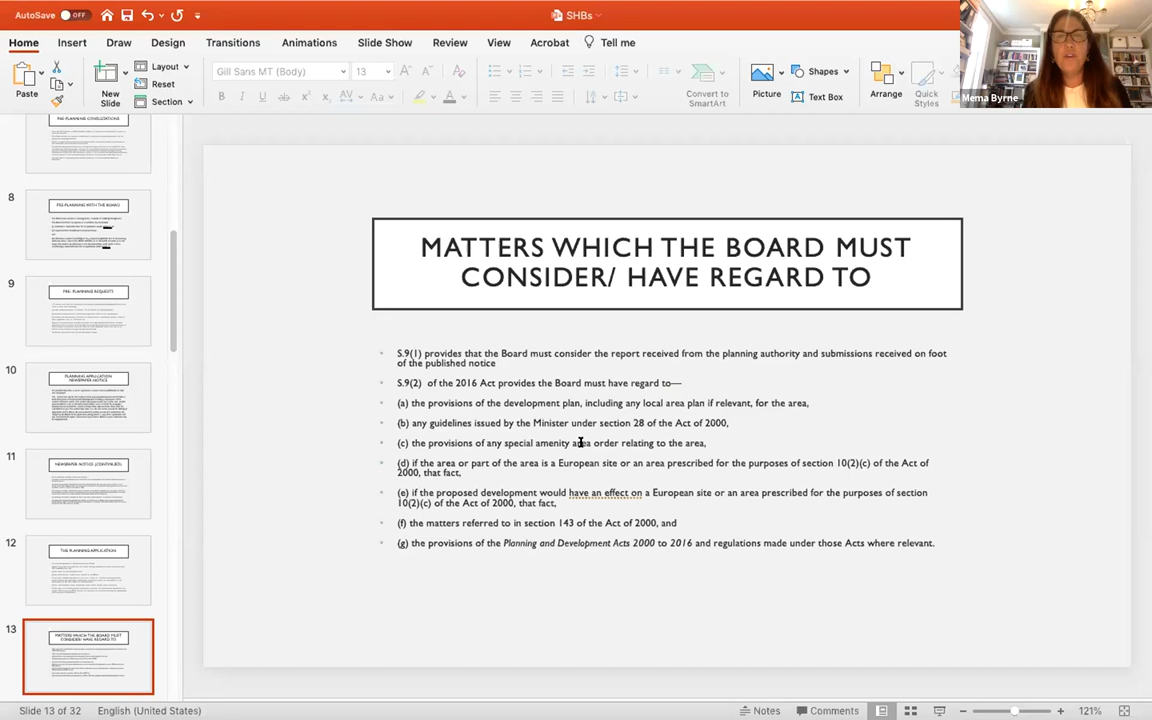 AutoSave OFF
SHBs
Home Insert Draw Design Transitions Animations Slide Show Review View Acrobat Tell me
Paste
New Slide
Layout
Reset
Section
Gill Sans MT (Body) 13
Convert to SmartArt
Picture
Shapes
Text Box
Arrange
Quick Styles
Mema Byrne
PRE-PLANNING CONSULTATIONS
8
PRE-PLANNING WITH THE BOARD
9
PRE- PLANNING REQUESTS
10
PLANNING APPLICATION
NEWSPAPER NOTICE
11
NEWSPAPER NOTICE (CONTINUED)
12
THE PLANNING APPLICATION
13
MATTERS WHICH THE BOARD MUST
CONSIDER/ HAVE REGARD TO
MATTERS WHICH THE BOARD MUST
CONSIDER/ HAVE REGARD TO
S.9(1) provides that the Board must consider the report received from the planning authority and submissions received on foot
of the published notice
S.9(2) of the 2016 Act provides the Board must have regard to—
(a) the provisions of the development plan, including any local area plan if relevant, for the area,
(b) any guidelines issued by the Minister under section 28 of the Act of 2000,
(c) the provisions of any special amenity area order relating to the area,
(d) if the area or part of the area is a European site or an area prescribed for the purposes of section 10(2)(c) of the Act of
2000, that fact,
(e) if the proposed development would have an effect on a European site or an area prescribed for the purposes of section
10(2)(c) of the Act of 2000, that fact,
(f) the matters referred to in section 143 of the Act of 2000, and
(g) the provisions of the Planning and Development Acts 2000 to 2016 and regulations made under those Acts where relevant.
Slide 13 of 32 English (United States)
Notes Comments 121%